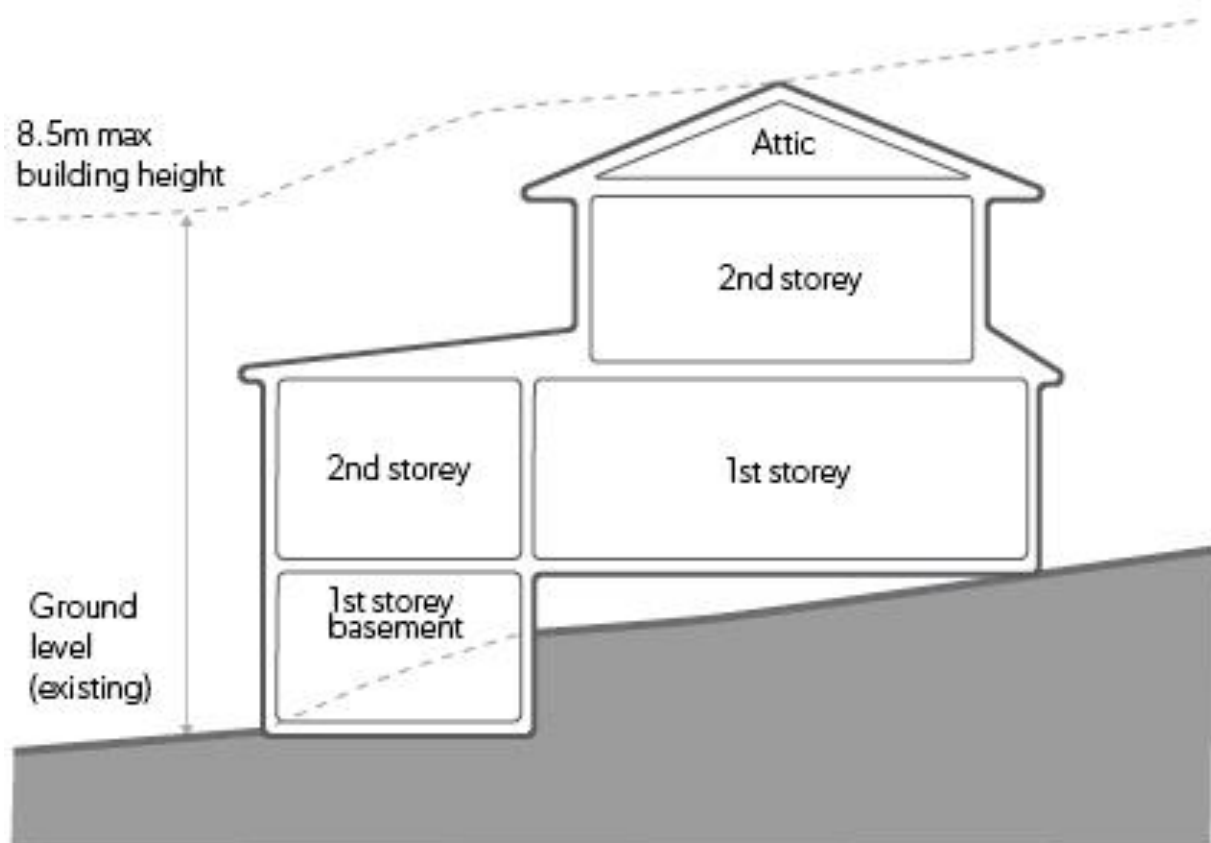 8.5m max
building height
Attic
2nd storey
2nd storey
1st storey
Ground
level
(existing)
1st storey
basement